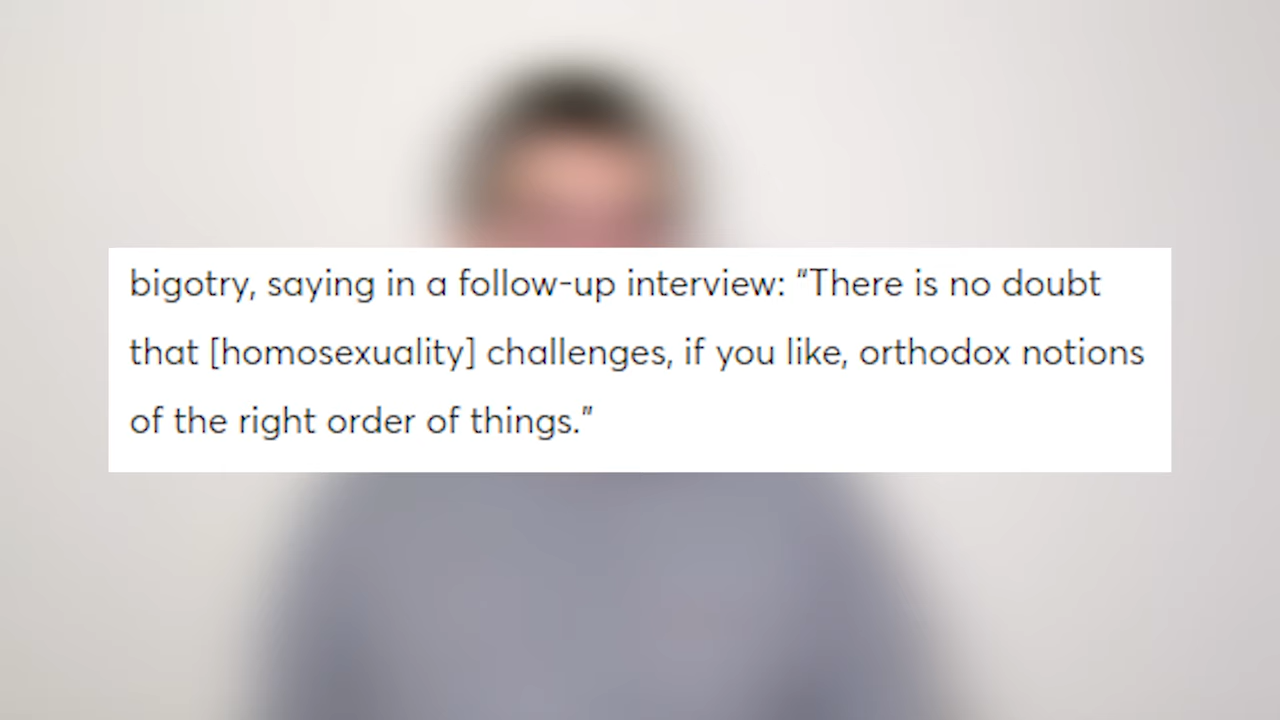 bigotry, saying in a follow-up interview: “There is no doubt
that [homosexuality] challenges, if you like, orthodox notions
of the right order of things.”